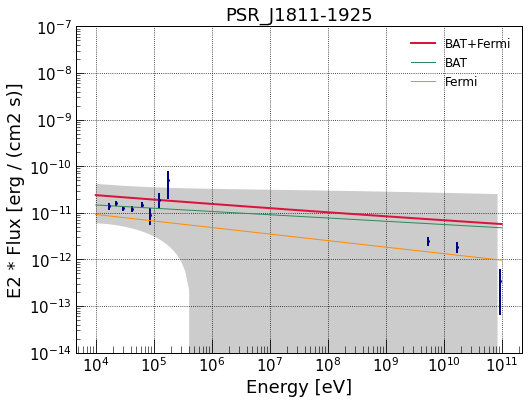 PSR_J1811-1925
E2 * Flux [erg / (cm2 s)]
10^-7
10^-8
10^-9
10^-10
10^-11
10^-12
10^-13
10^-14
BAT+Fermi
BAT
Fermi
10^4 10^5 10^6 10^7 10^8 10^9 10^10 10^11
Energy [eV]